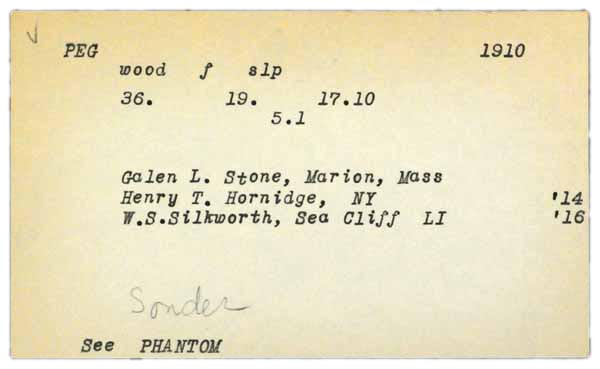 PEG 1910
wood f slp
36. 19. 17.10
5.1
Galen L. Stone, Marion, Mass
Henry T. Hornidge, NY '14
W.S.Silkworth, Sea Cliff LI '16
Sonder
See PHANTOM